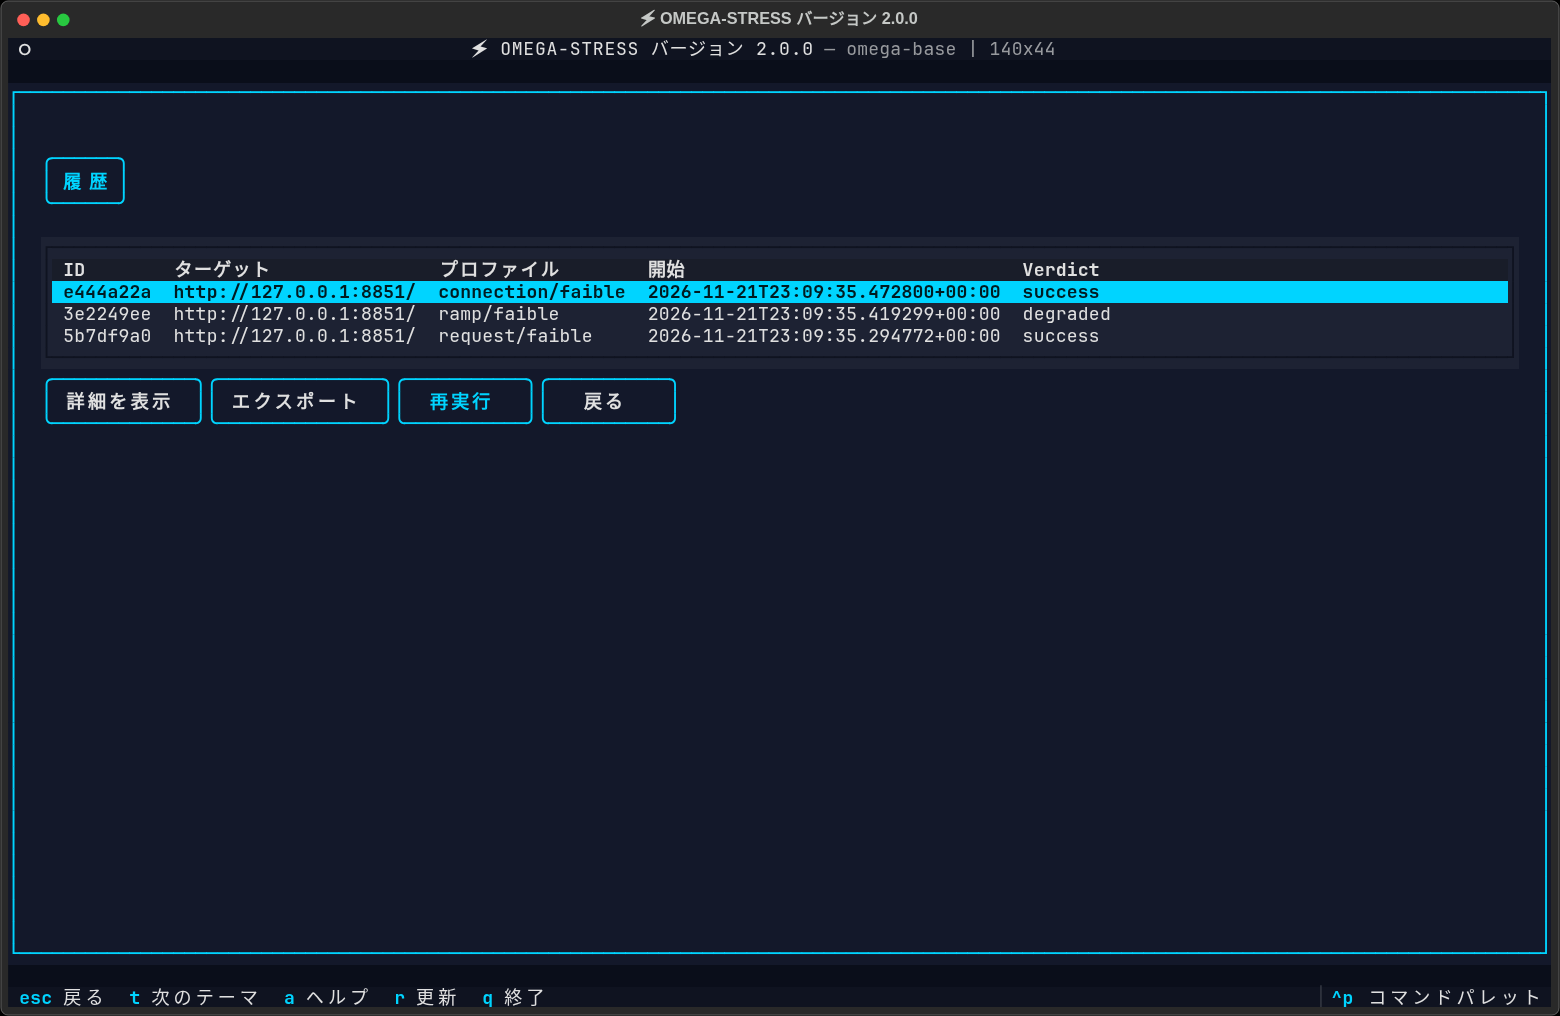 ⚡ OMEGA-STRESS バージョン 2.0.0
⚡ OMEGA-STRESS バージョン 2.0.0 — omega-base | 140x44
履歴
ID ターゲット プロファイル 開始 Verdict
e444a22a http://127.0.0.1:8851/ connection/faible 2026-11-21T23:09:35.472800+00:00 success
3e2249ee http://127.0.0.1:8851/ ramp/faible 2026-11-21T23:09:35.419299+00:00 degraded
5b7df9a0 http://127.0.0.1:8851/ request/faible 2026-11-21T23:09:35.294772+00:00 success
詳細を表示 エクスポート 再実行 戻る
esc 戻る t 次のテーマ a ヘルプ r 更新 q 終了 ^p コマンドパレット